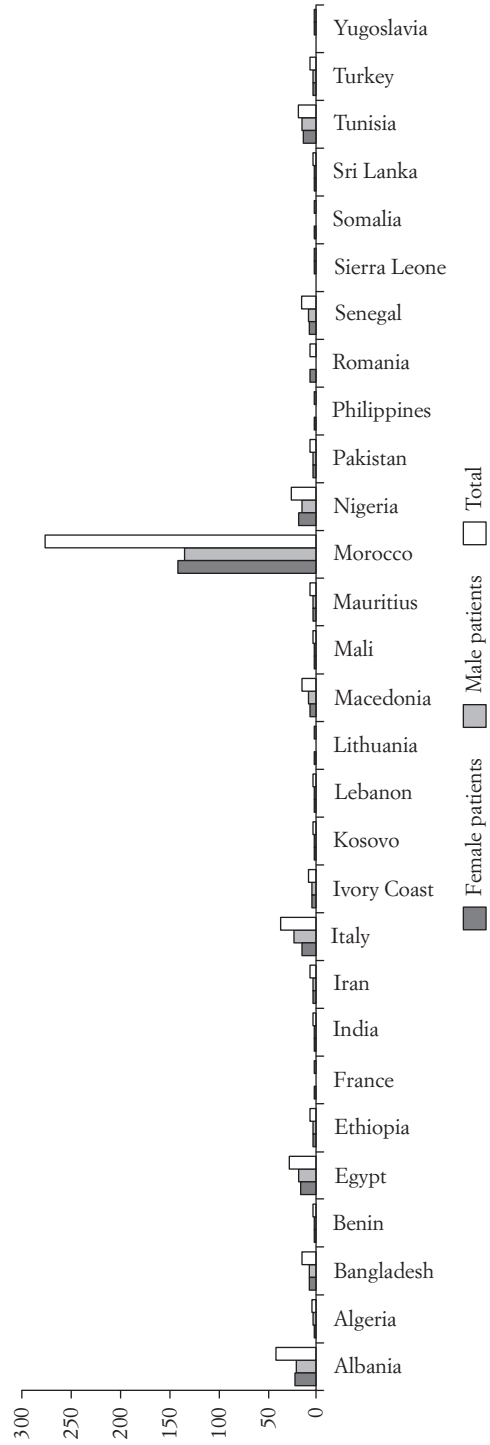 Yugoslavia
Turkey
Tunisia
Sri Lanka
Somalia
Sierra Leone
Senegal
Romania
Philippines
Pakistan
Nigeria
Morocco
Mauritius
Mali
Macedonia
Lithuania
Lebanon
Kosovo
Ivory Coast
Italy
Iran
India
France
Ethiopia
Egypt
Benin
Bangladesh
Algeria
Albania
300
250
200
150
100
50
0
Female patients
Male patients
Total